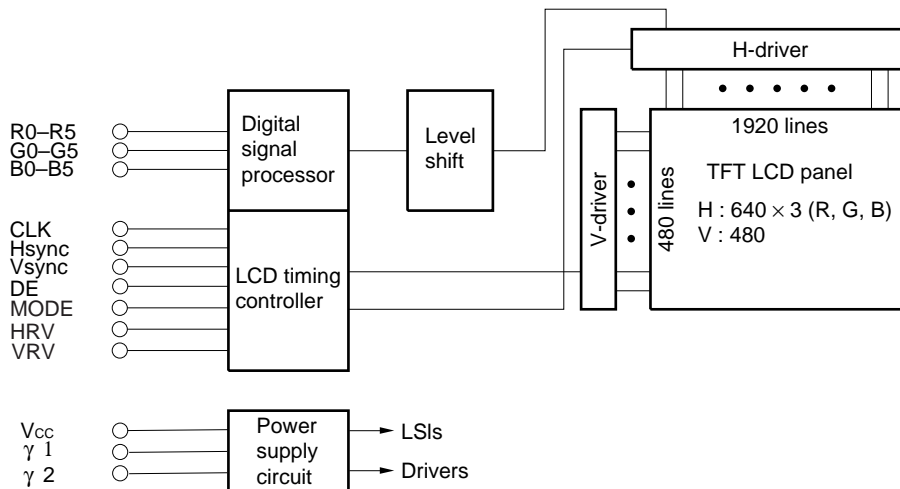 H-driver
R0–R5
G0–G5
B0–B5
Digital
signal
processor
Level
shift
V-driver
1920 lines
480 lines
TFT LCD panel
H : 640 × 3 (R, G, B)
V : 480
CLK
Hsync
Vsync
DE
MODE
HRV
VRV
LCD timing
controller
VCC
γ 1
γ 2
Power
supply
circuit
LSIs
Drivers